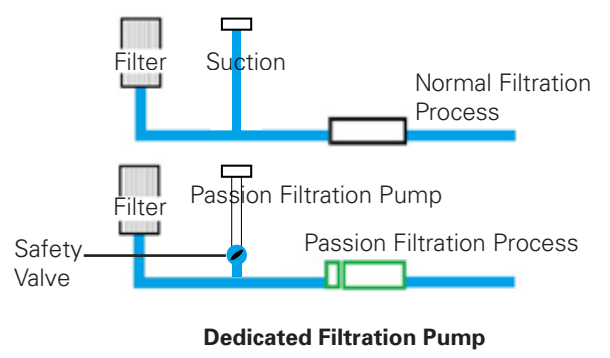 Filter
Suction
Normal Filtration
Process
Filter
Passion Filtration Pump
Safety
Valve
Passion Filtration Process
Dedicated Filtration Pump